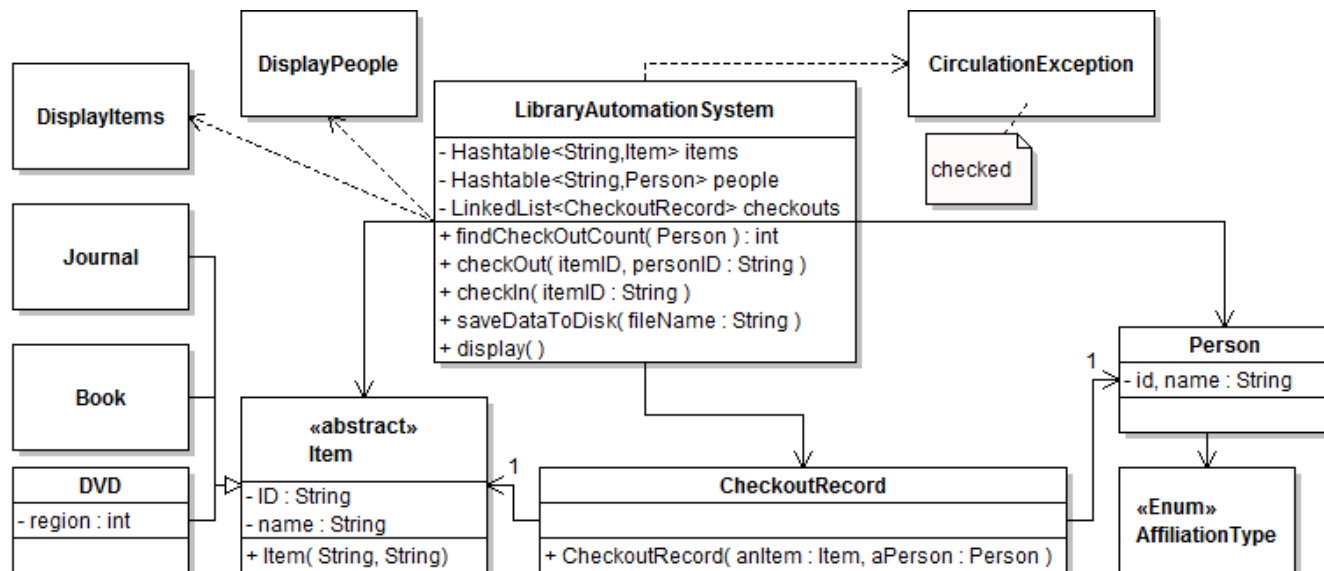 DisplayItems
DisplayPeople
CirculationException
checked
LibraryAutomationSystem
- Hashtable<String,Item> items
- Hashtable<String,Person> people
- LinkedList<CheckoutRecord> checkouts
+ findCheckOutCount( Person ) : int
+ checkOut( itemID, personID : String )
+ checkIn( itemID : String )
+ saveDataToDisk( fileName : String )
+ display( )
Journal
Book
DVD
- region : int
«abstract»
Item
- ID : String
- name : String
+ Item( String, String)
1
CheckoutRecord
+ CheckoutRecord( anItem : Item, aPerson : Person )
1
Person
- id, name : String
«Enum»
AffiliationType